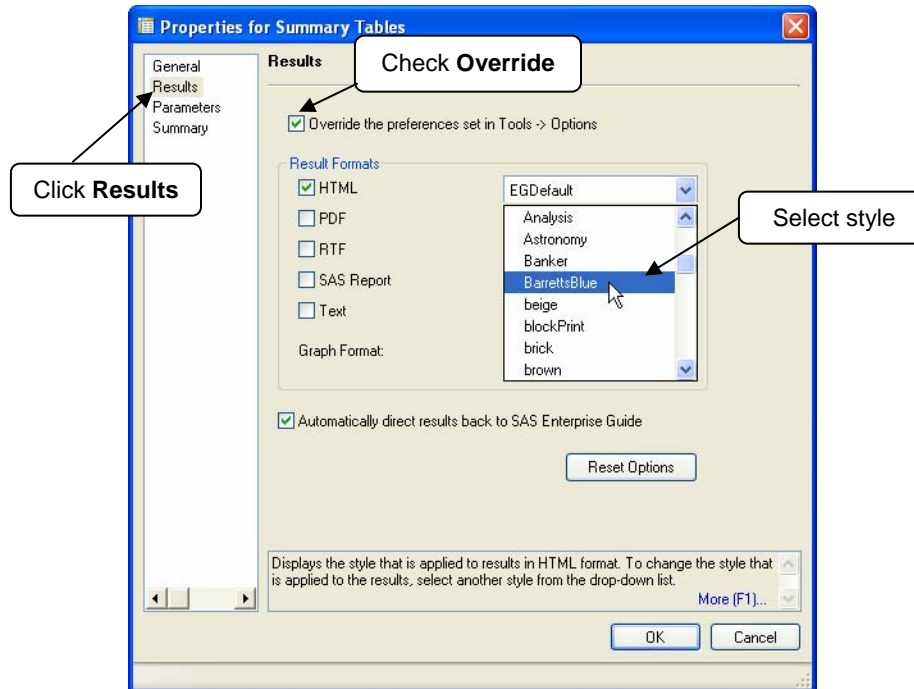 Properties for Summary Tables
General
Results
Parameters
Summary
Results
Check Override
Override the preferences set in Tools -> Options
Click Results
Result Formats
HTML
EGDefault
PDF
RTF
SAS Report
Text
Graph Format:
Analysis
Astronomy
Banker
BarrettsBlue
beige
blockPrint
brick
brown
Select style
Automatically direct results back to SAS Enterprise Guide
Reset Options
Displays the style that is applied to results in HTML format. To change the style that
is applied to the results, select another style from the drop-down list.
More (F1)...
OK
Cancel